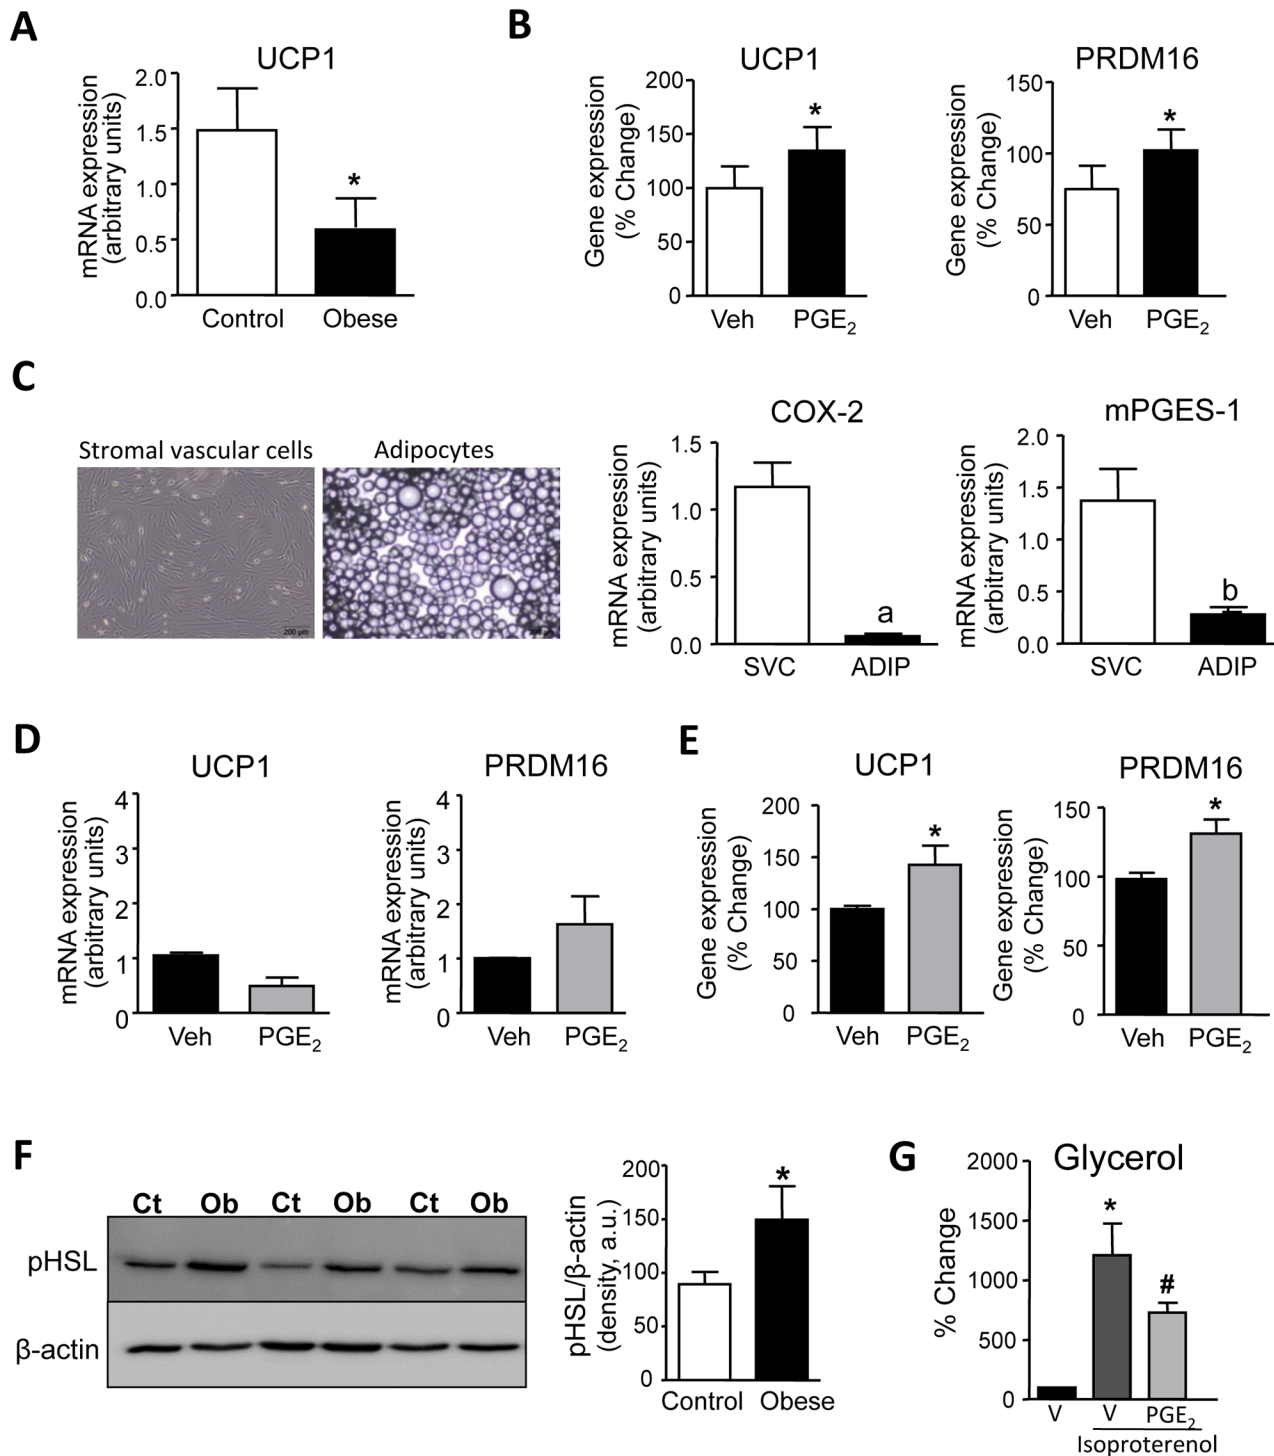 A
UCP1
mRNA expression
(arbitrary units)
2.0
1.5
1.0
0.5
0.0
*
Control Obese
B
UCP1
Gene expression
(% Change)
200
150
100
50
0
*
Veh PGE2
PRDM16
Gene expression
(% Change)
150
100
50
0
*
Veh PGE2
C
Stromal vascular cells
200 µm
Adipocytes
COX-2
mRNA expression
(arbitrary units)
1.5
1.0
0.5
0.0
a
SVC ADIP
mPGES-1
mRNA expression
(arbitrary units)
2.0
1.5
1.0
0.5
0.0
b
SVC ADIP
D
UCP1
mRNA expression
(arbitrary units)
4
3
2
1
0
Veh PGE2
PRDM16
mRNA expression
(arbitrary units)
4
3
2
1
0
Veh PGE2
E
UCP1
Gene expression
(% Change)
200
150
100
50
0
*
Veh PGE2
PRDM16
Gene expression
(% Change)
150
100
50
0
*
Veh PGE2
F
Ct Ob Ct Ob Ct Ob
pHSL
β-actin
pHSL/β-actin
(density, a.u.)
200
150
100
50
0
*
Control Obese
G
Glycerol
% Change
2000
1500
1000
500
0
*
#
V V PGE2
Isoproterenol